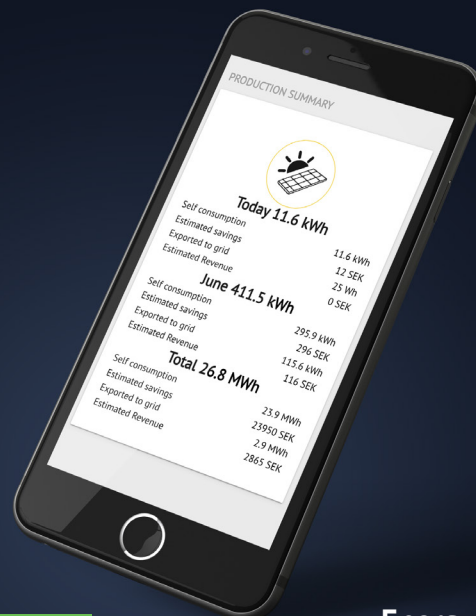 PRODUCTION SUMMARY
Today 11.6 kWh
Self consumption 11.6 kWh
Estimated savings 12 SEK
Exported to grid 25 Wh
Estimated Revenue 0 SEK
June 411.5 kWh
Self consumption 295.9 kWh
Estimated savings 296 SEK
Exported to grid 115.6 kWh
Estimated Revenue 116 SEK
Total 26.8 MWh
Self consumption 23.9 MWh
Estimated savings 23950 SEK
Exported to grid 2.9 MWh
Estimated Revenue 2865 SEK